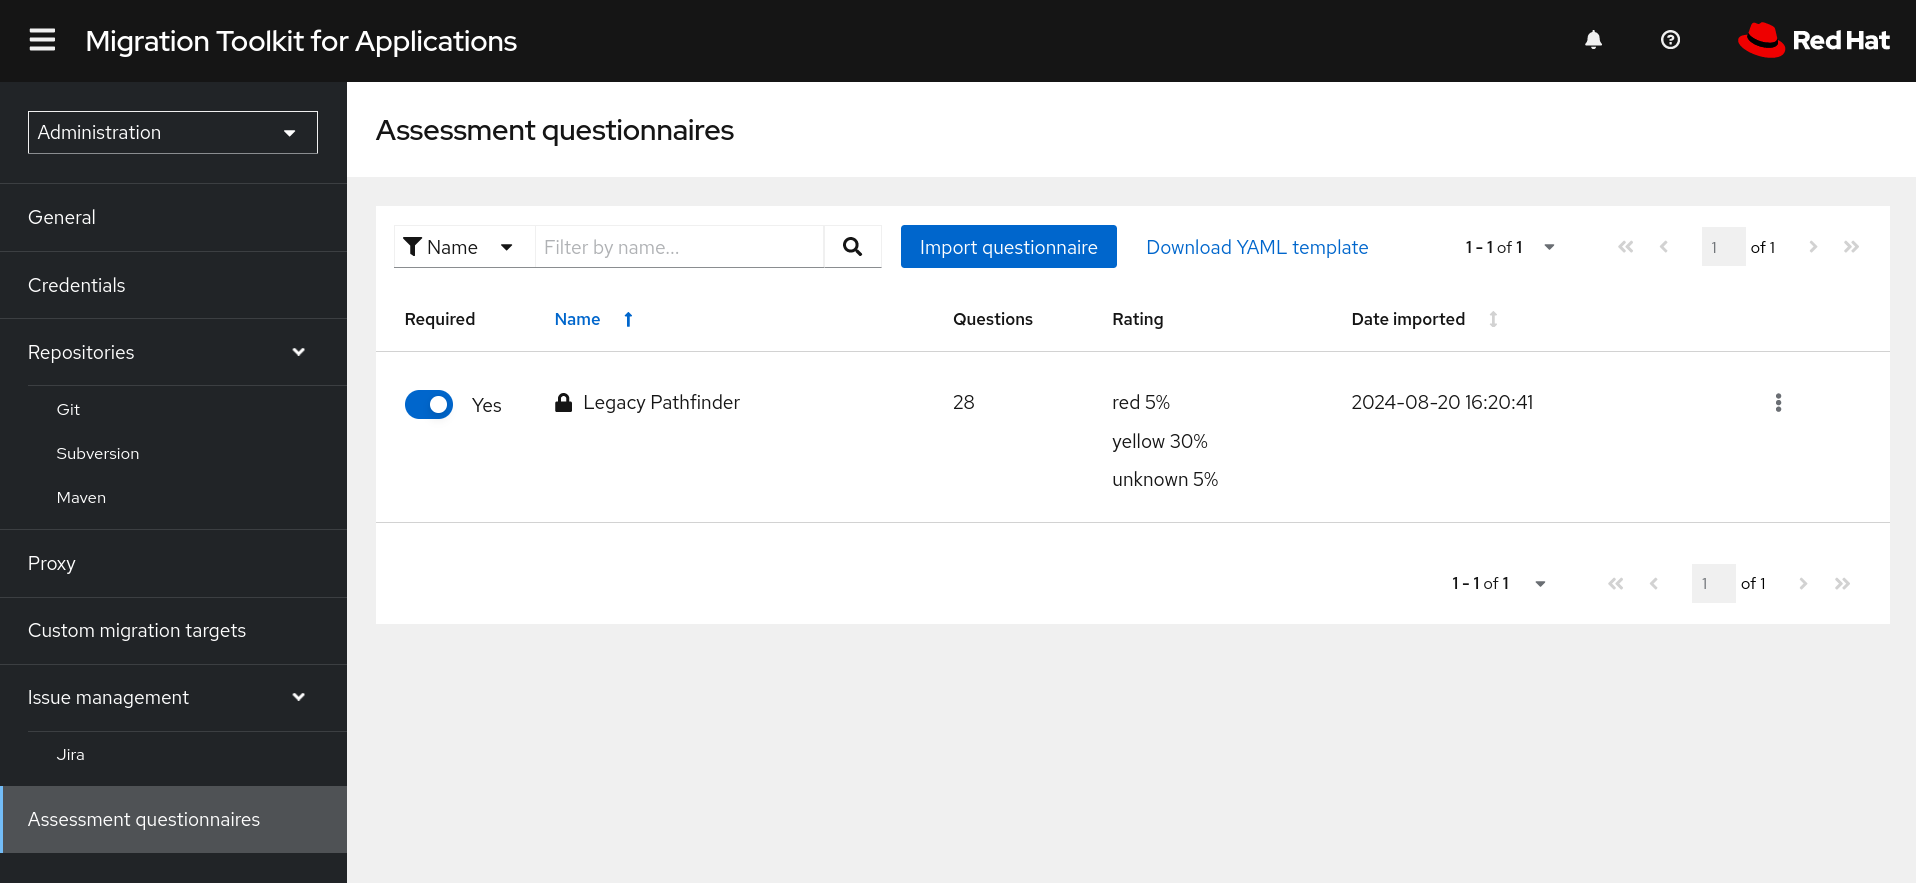 Migration Toolkit for Applications
Red Hat
Administration
General
Credentials
Repositories
Git
Subversion
Maven
Proxy
Custom migration targets
Issue management
Jira
Assessment questionnaires
Assessment questionnaires
Name Filter by name... Import questionnaire Download YAML template 1 - 1 of 1 1 of 1
Required Name Questions Rating Date imported
Yes Legacy Pathfinder 28 red 5% 2024-08-20 16:20:41
yellow 30%
unknown 5%
1 - 1 of 1 1 of 1